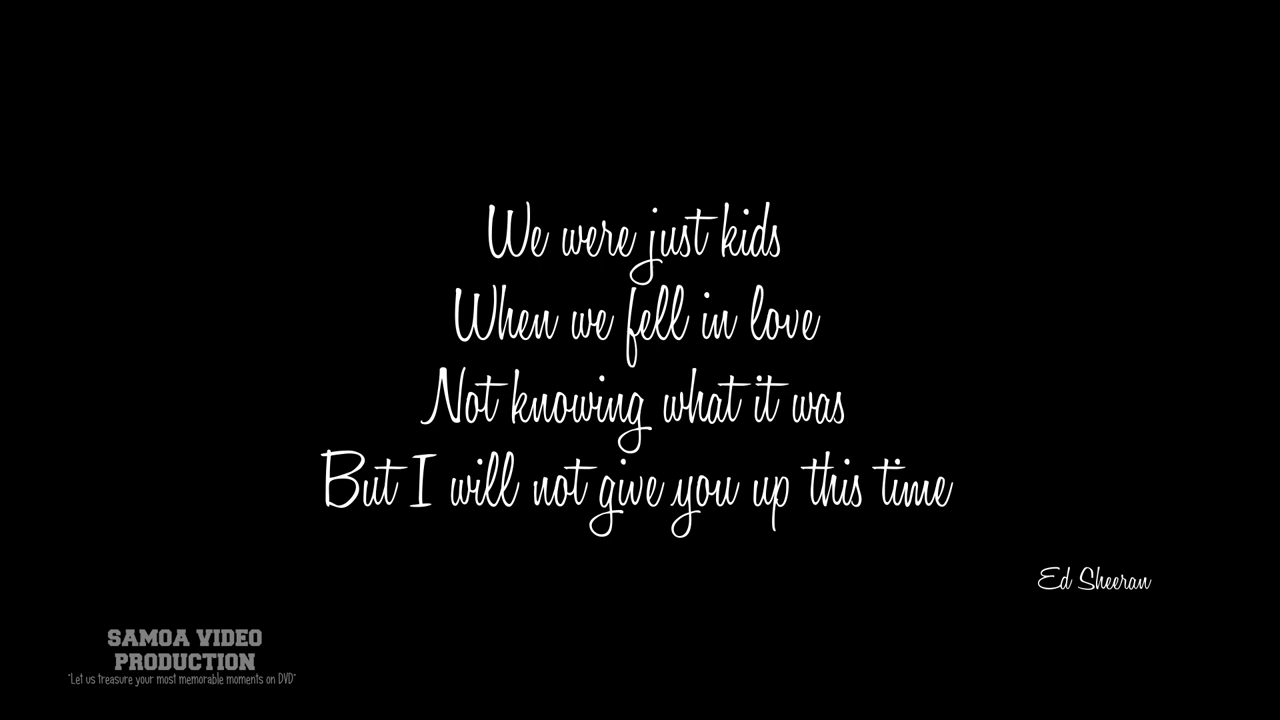 We were just kids
When we fell in love
Not knowing what it was
But I will not give you up this time
Ed Sheeran
SAMOA VIDEO
PRODUCTION
"Let us treasure your most memorable moments on DVD"